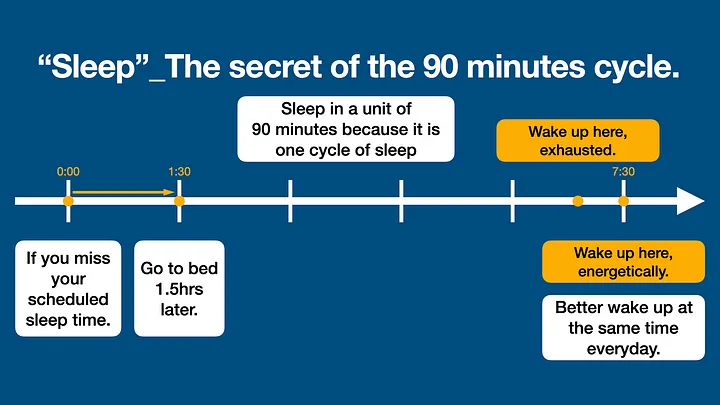 “Sleep”_The secret of the 90 minutes cycle.
Sleep in a unit of
90 minutes because it is
one cycle of sleep
Wake up here,
exhausted.
0:00
1:30
7:30
If you miss
your
scheduled
sleep time.
Go to bed
1.5hrs
later.
Wake up here,
energetically.
Better wake up at
the same time
everyday.